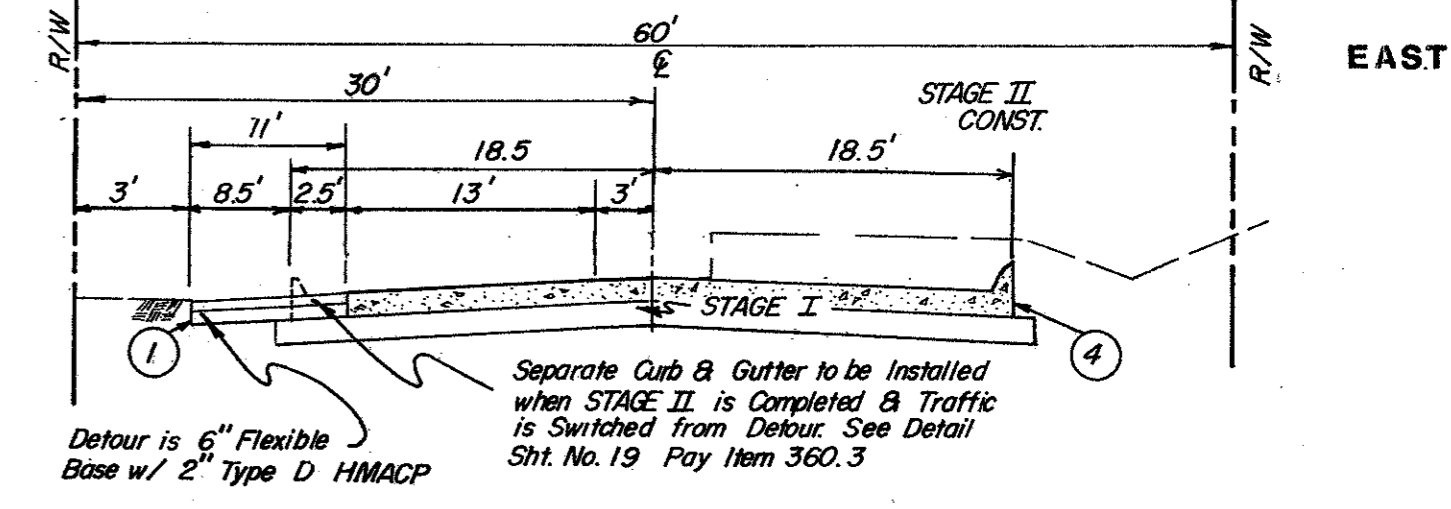 60'
R/W
R/W
EAST
℄
30'
STAGE II
CONST.
11'
18.5
18.5'
3'
8.5'
2.5'
13'
3'
STAGE I
1
4
Separate Curb & Gutter to be Installed
when STAGE II is Completed & Traffic
is Switched from Detour. See Detail
Sht. No. 19 Pay Item 360.3
Detour is 6" Flexible
Base w/ 2" Type D HMACP